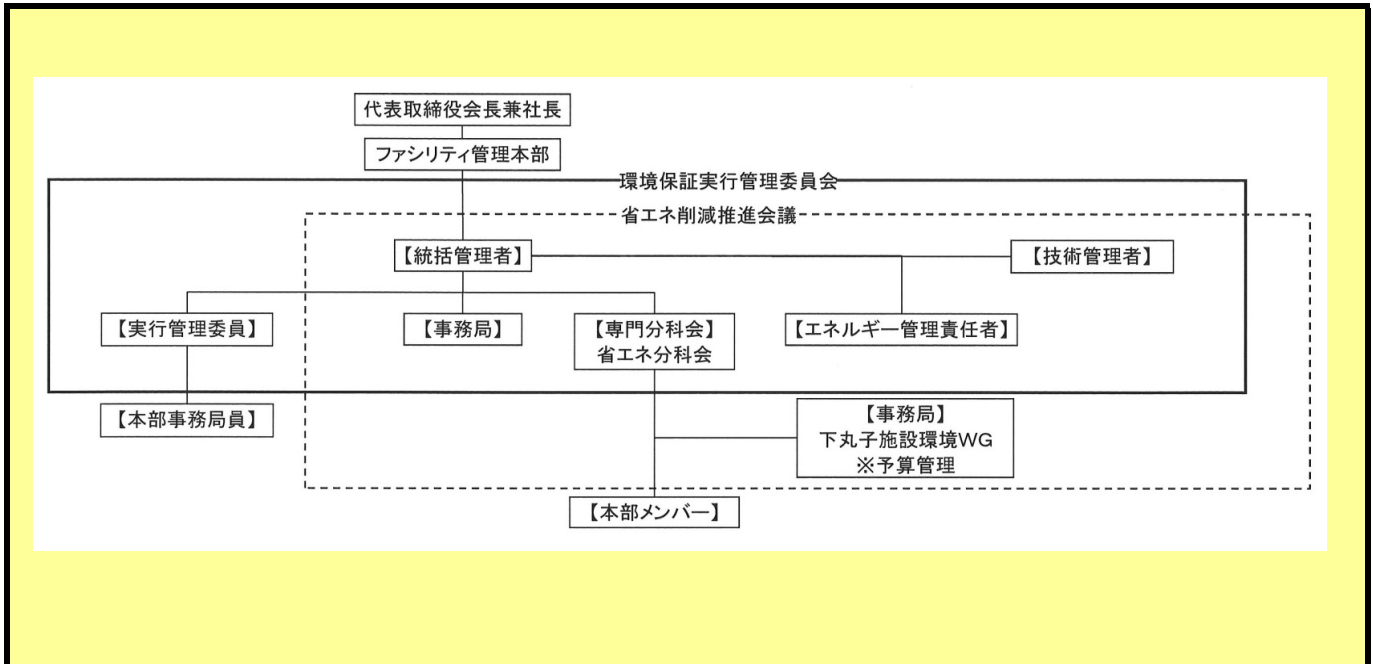 代表取締役会長兼社長
ファシリティ管理本部
環境保証実行管理委員会
省エネ削減推進会議
【統括管理者】
【技術管理者】
【実行管理委員】
【事務局】
【専門分科会】
省エネ分科会
【エネルギー管理責任者】
【本部事務局員】
【事務局】
下丸子施設環境WG
※予算管理
【本部メンバー】